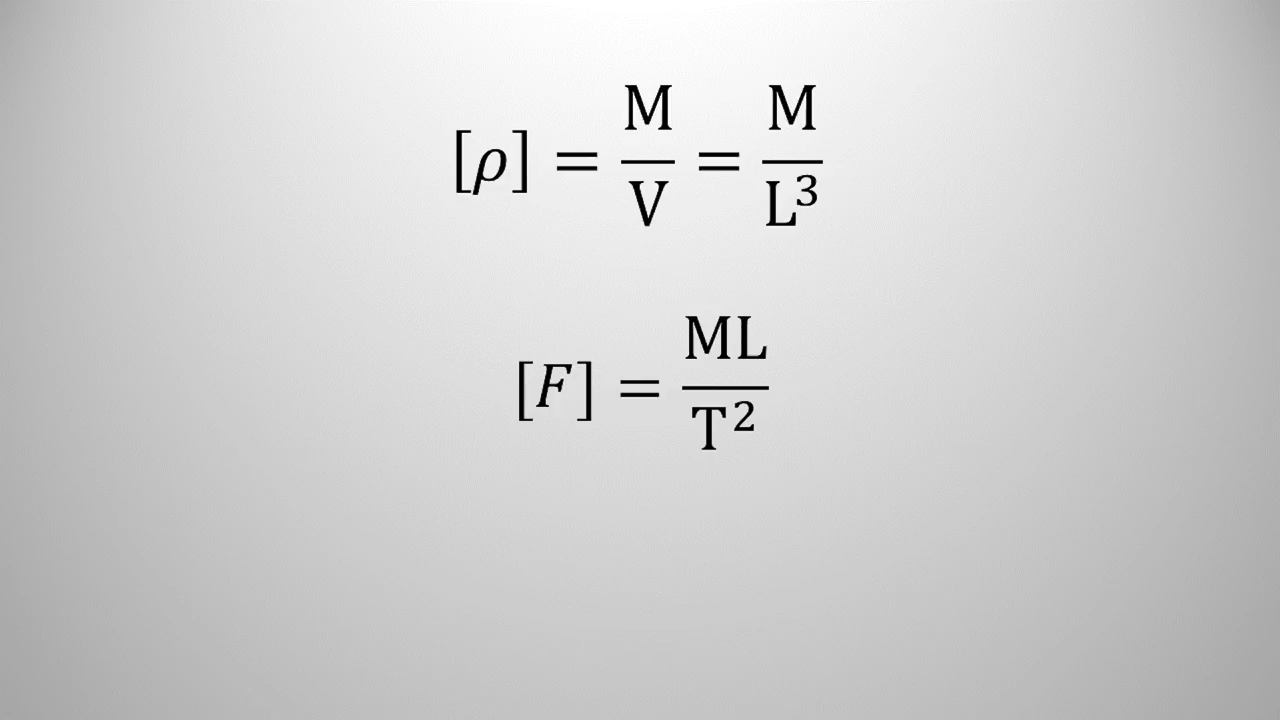 [ρ] = M/V = M/L³
[F] = ML/T²